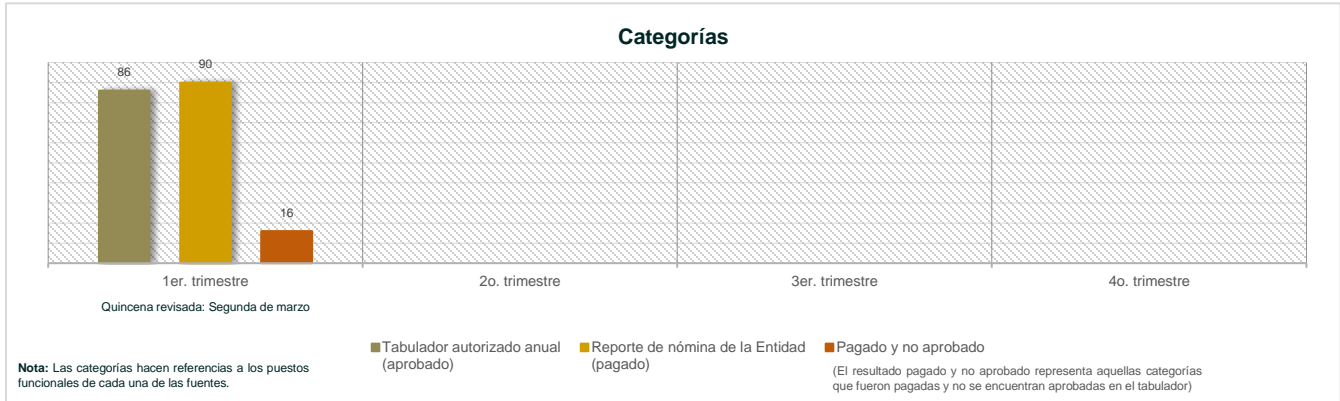 Categorías
86
90
16
1er. trimestre
2o. trimestre
3er. trimestre
4o. trimestre
Quincena revisada: Segunda de marzo
Tabulador autorizado anual
(aprobado)
Reporte de nómina de la Entidad
(pagado)
Pagado y no aprobado
(El resultado pagado y no aprobado representa aquellas categorías
que fueron pagadas y no se encuentran aprobadas en el tabulador)
Nota: Las categorías hacen referencias a los puestos
funcionales de cada una de las fuentes.